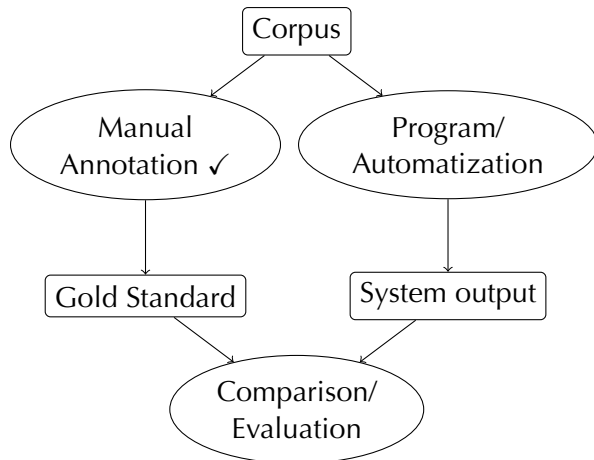 Corpus
Manual
Annotation ✓
Program/
Automatization
Gold Standard
System output
Comparison/
Evaluation